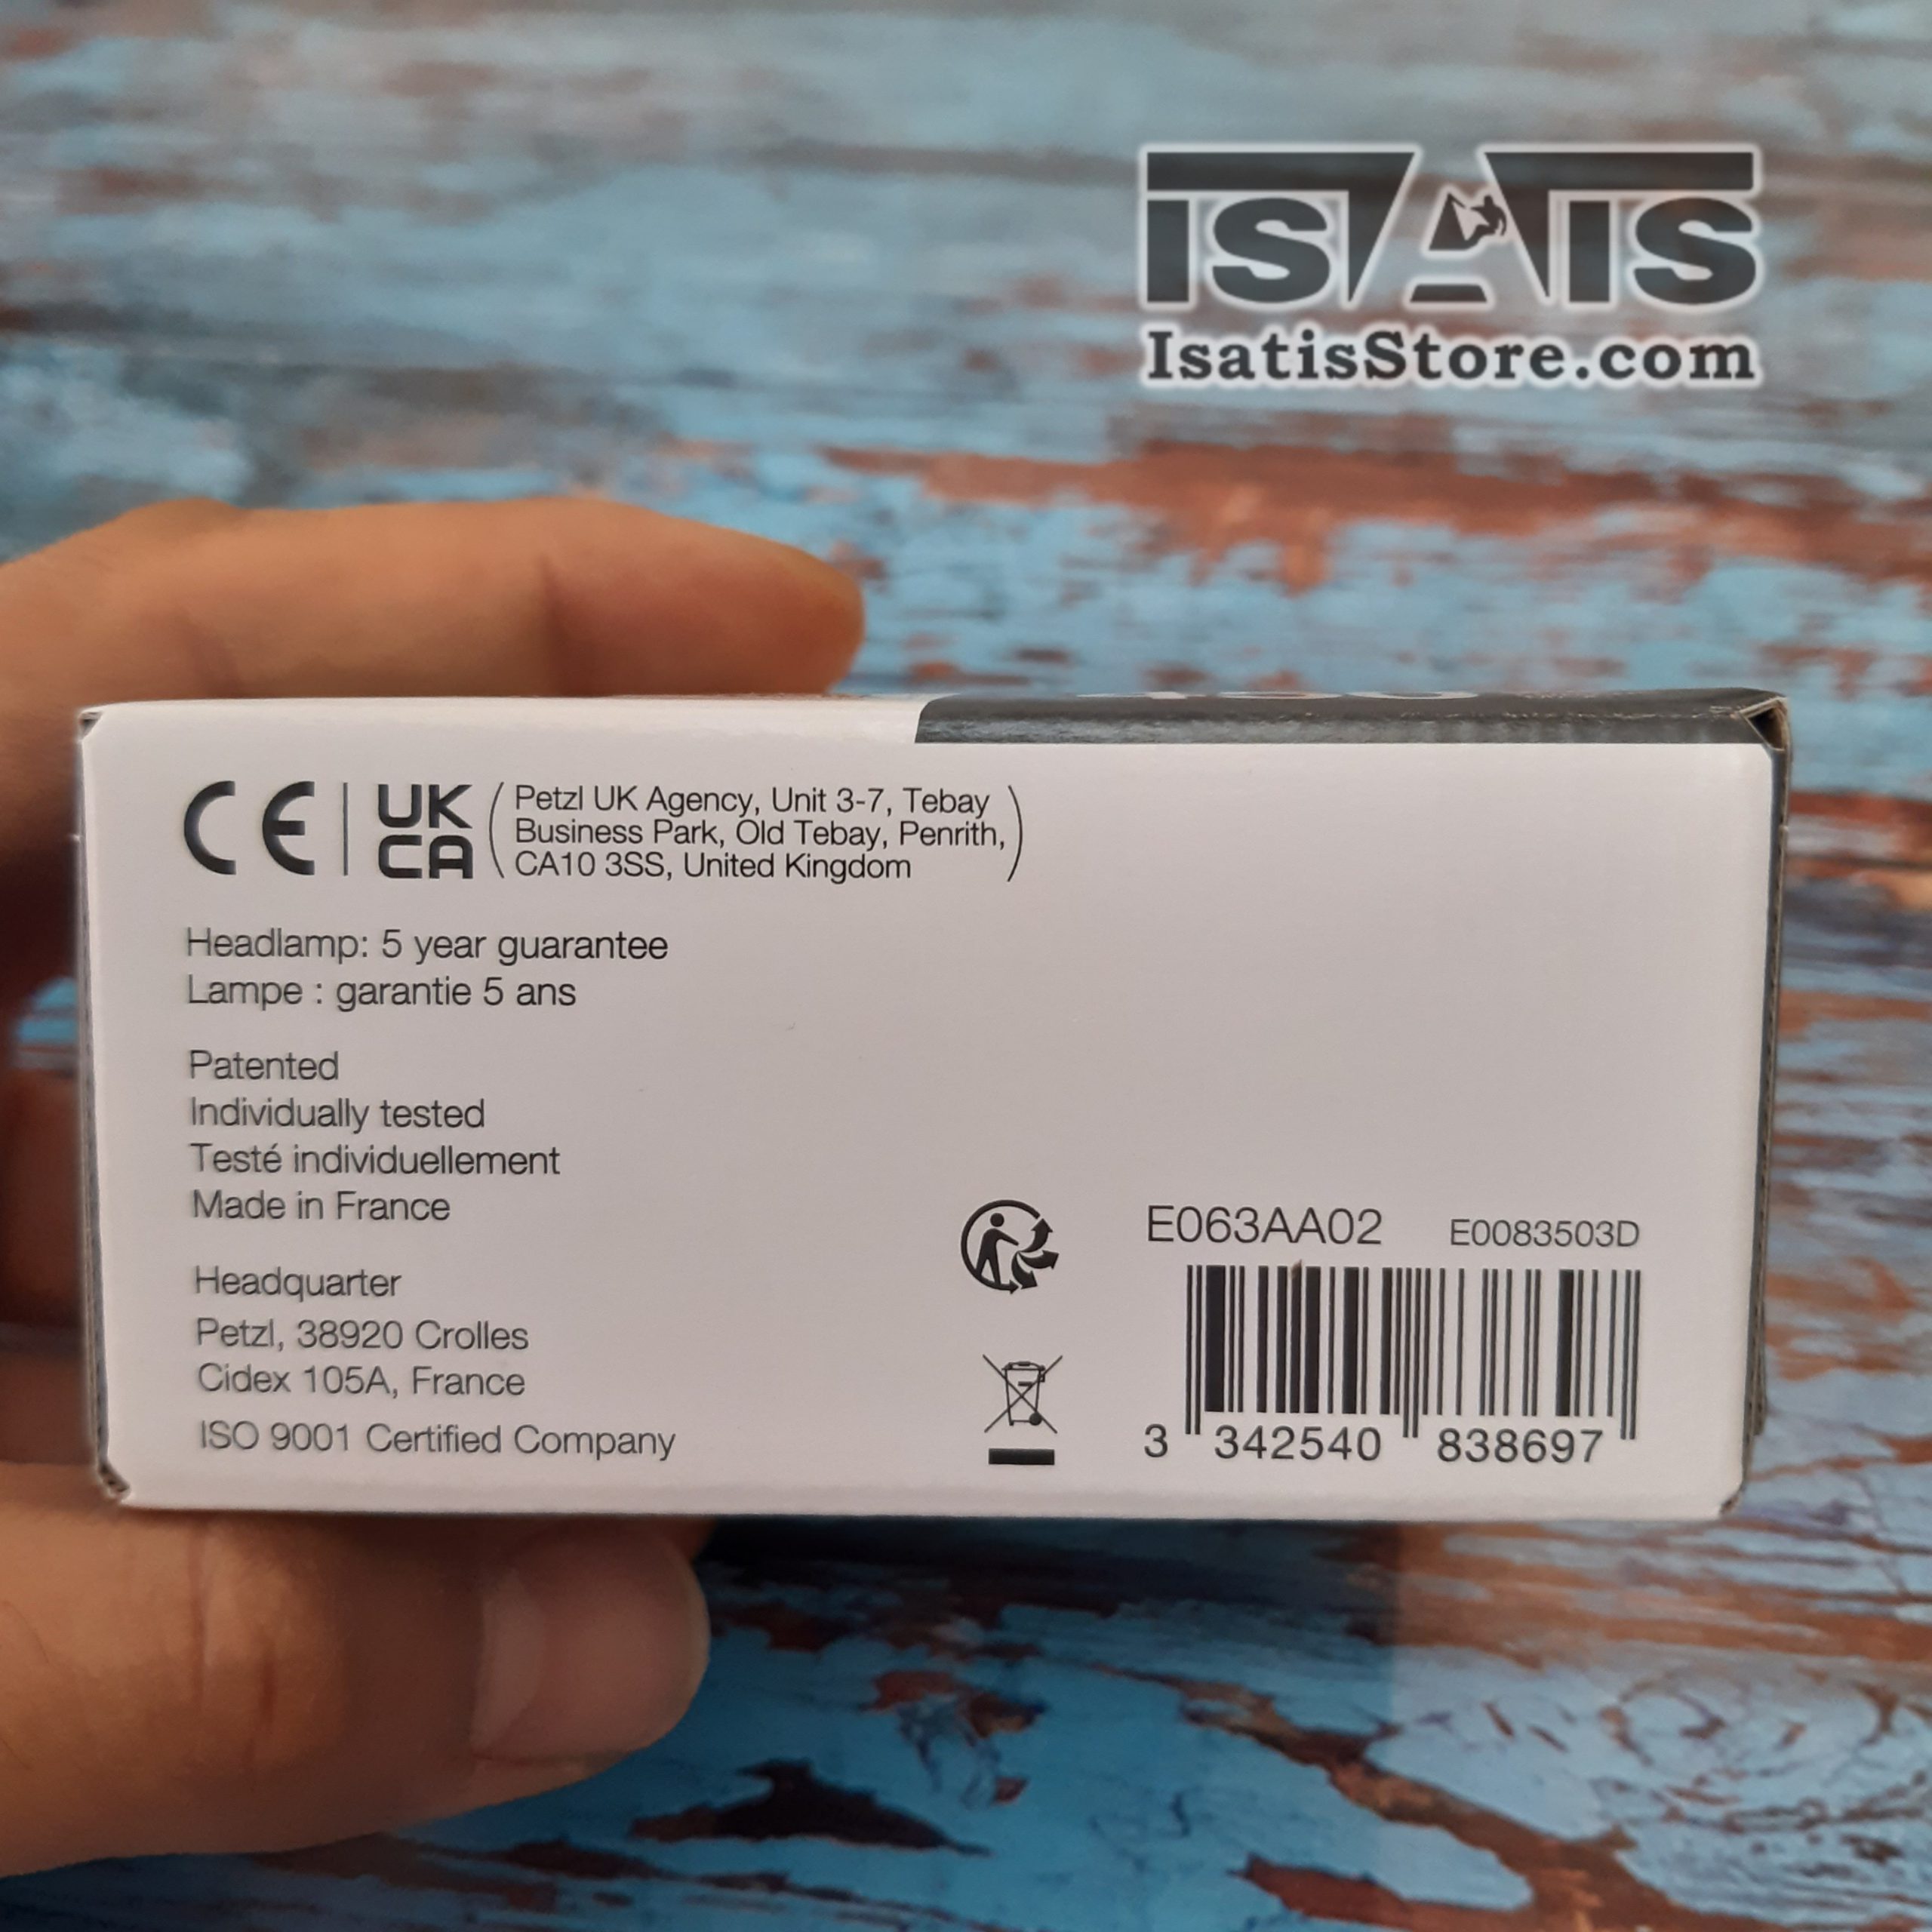 ISATIS
IsatisStore.com
CE UK CA
(Petzl UK Agency, Unit 3-7, Tebay
Business Park, Old Tebay, Penrith,
CA10 3SS, United Kingdom)
Headlamp: 5 year guarantee
Lampe : garantie 5 ans
Patented
Individually tested
Testé individuellement
Made in France
Headquarter
Petzl, 38920 Crolles
Cidex 105A, France
ISO 9001 Certified Company
E063AA02 E0083503D
3 342540 838697